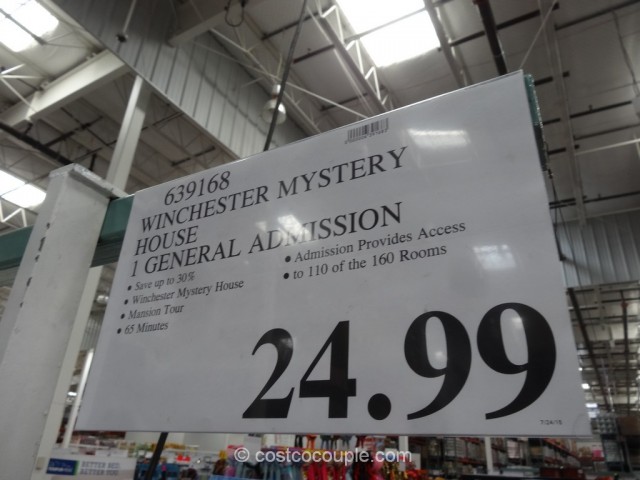 639168
WINCHESTER MYSTERY
HOUSE
1 GENERAL ADMISSION
• Save up to 30%
• Winchester Mystery House
• Mansion Tour
• 65 Minutes
• Admission Provides Access
• to 110 of the 160 Rooms
24.99
© costcocouple.com